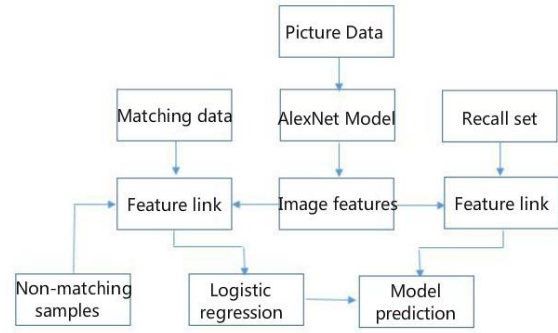 Picture Data
Matching data
AlexNet Model
Recall set
Feature link
Image features
Feature link
Non-matching
samples
Logistic
regression
Model
prediction